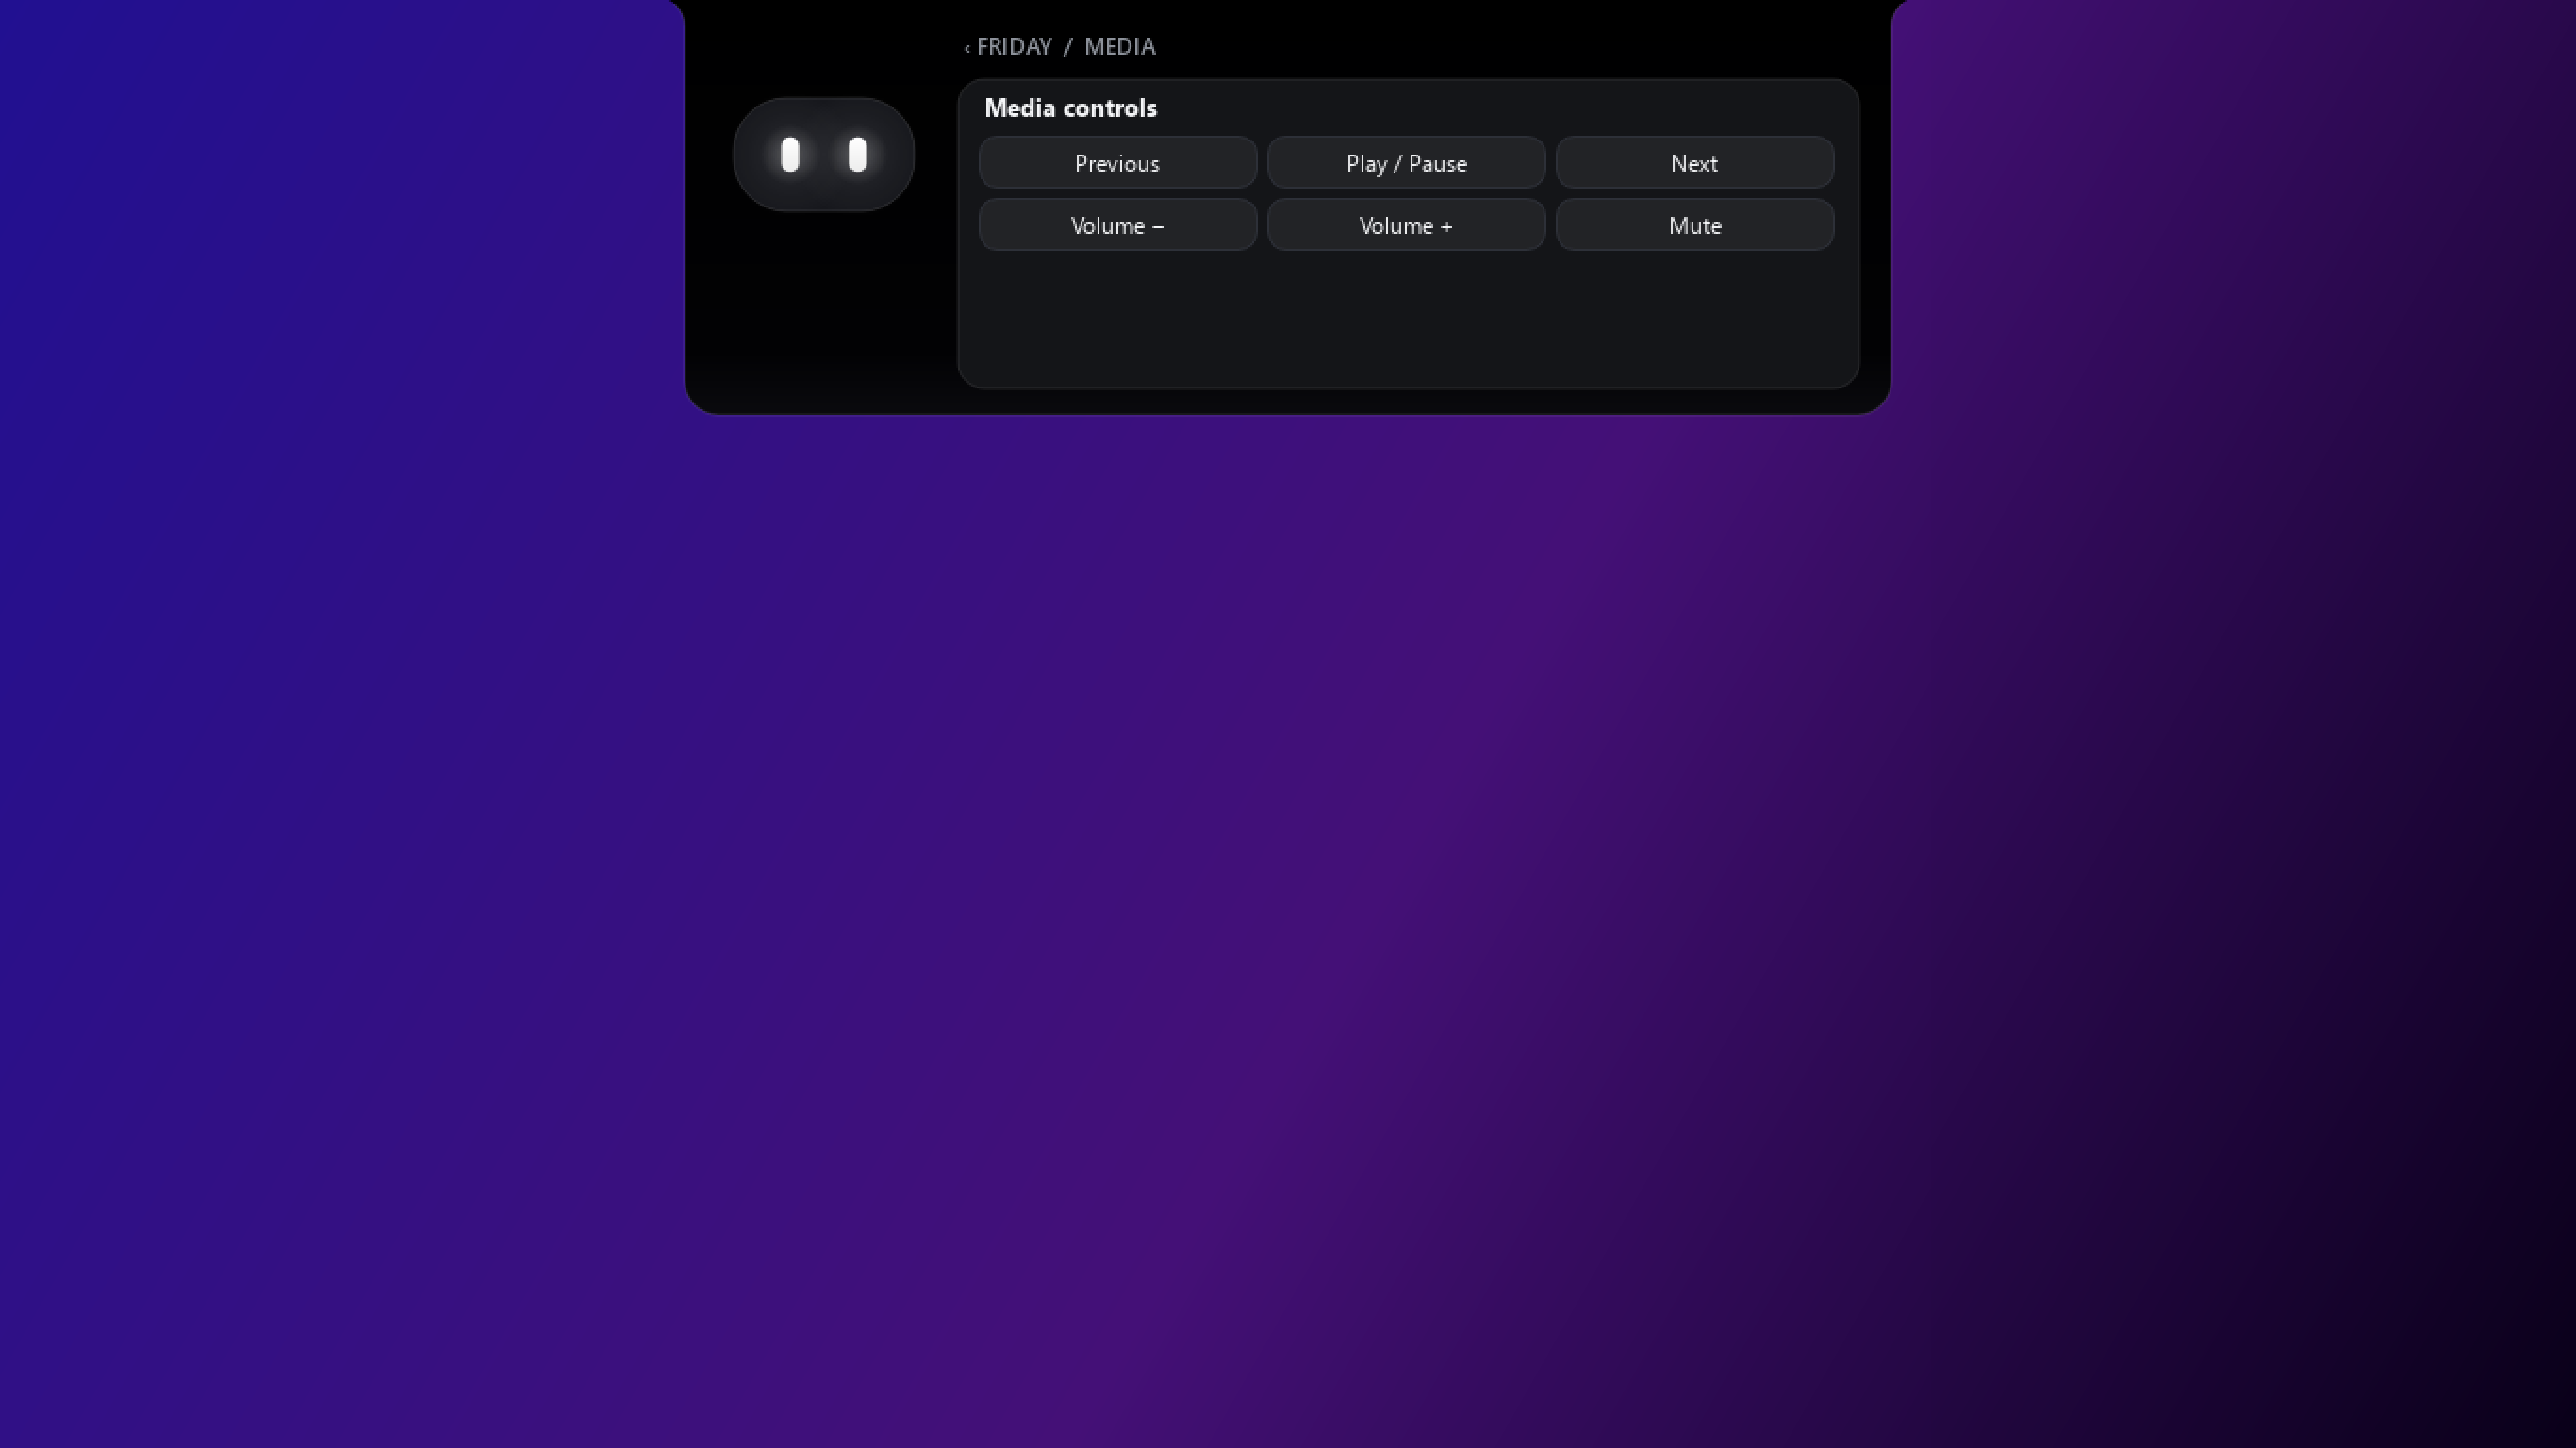 ‹ FRIDAY / MEDIA
Media controls
Previous Play / Pause Next
Volume − Volume + Mute